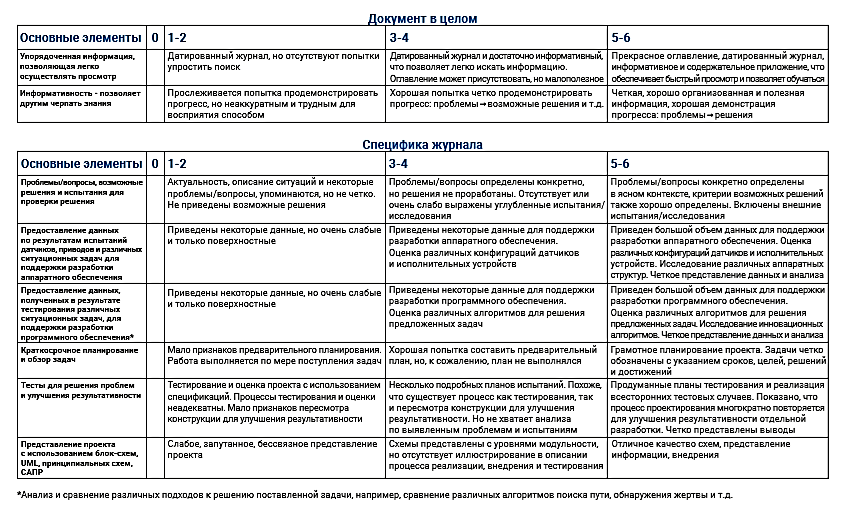 Документ в целом
Основные элементы 0 1-2 3-4 5-6
Упорядоченная информация,
позволяющая легко
осуществлять просмотр
Датированный журнал, но отсутствуют попытки
упростить поиск
Датированный журнал и достаточно информативный,
что позволяет легко искать информацию.
Оглавление может присутствовать, но малополезное
Прекрасное оглавление, датированный журнал,
информативное и содержательное приложение, что
обеспечивает быстрый просмотр и позволяет обучаться
Информативность - позволяет
другим черпать знания
Прослеживается попытка продемонстрировать
прогресс, но неаккуратным и трудным для
восприятия способом
Хорошая попытка четко продемонстрировать
прогресс: проблемы→возможные решения и т.д.
Четкая, хорошо организованная и полезная
информация, хорошая демонстрация
прогресса: проблемы→решения
Специфика журнала
Основные элементы 0 1-2 3-4 5-6
Проблемы/вопросы, возможные
решения и испытания для
проверки решения
Актуальность, описание ситуаций и некоторые
проблемы/вопросы, упоминаются, но не четко.
Не приведены возможные решения
Проблемы/вопросы определены конкретно,
но решения не проработаны. Отсутствует или
очень слабо выражены углубленные испытания/
исследования
Проблемы/вопросы конкретно определены
в ясном контексте, критерии возможных решений
также хорошо определены. Включены внешние
испытания/исследования
Предоставление данных
по результатам испытаний
датчиков, приводов и различных
ситуационных задач для
поддержки разработки
аппаратного обеспечения
Приведены некоторые данные, но очень слабые
и только поверхностные
Приведены некоторые данные для поддержки
разработки аппаратного обеспечения.
Оценка различных конфигураций датчиков
и исполнительных устройств
Приведен большой объем данных для поддержки
разработки аппаратного обеспечения. Оценка
различных конфигураций датчиков и исполнительных
устройств. Исследование различных аппаратных
структур. Четкое представление данных и анализа
Предоставление данных,
полученных в результате
тестирования различных
ситуационных задач, для
поддержки разработки
программного обеспечения*
Приведены некоторые данные, но очень слабые
и только поверхностные
Приведены некоторые данные для поддержки
разработки программного обеспечения.
Оценка различных алгоритмов для решения
предложенных задач
Приведен большой объем данных для поддержки
разработки программного обеспечения.
Оценка различных алгоритмов для решения
предложенных задач. Исследование инновационных
алгоритмов. Четкое представление данных и анализа
Краткосрочное планирование
и обзор задач
Мало признаков предварительного планирования.
Работа выполняется по мере поступления задач
Хорошая попытка составить предварительный
план, но, к сожалению, план не выполнялся
Грамотное планирование проекта. Задачи четко
обозначены с указанием сроков, целей, решений
и достижений
Тесты для решения проблем
и улучшения результативности
Тестирование и оценка проекта с использованием
спецификаций. Процессы тестирования и оценки
неадекватны. Мало признаков пересмотра
конструкции для улучшения результативности
Несколько подробных планов испытаний. Похоже,
что существует процесс как тестирования, так
и пересмотра конструкции для улучшения
результативности. Но не хватает анализа
по выявленным проблемам и испытаниям
Продуманные планы тестирования и реализация
всесторонних тестовых случаев. Показано, что
процесс проектирования многократно повторяется
для улучшения результативности отдельной
разработки. Четко представлены выводы
Представление проекта
с использованием блок-схем,
UML, принципиальных схем,
САПР
Слабое, запутанное, бессвязное представление
проекта
Схемы представлены с уровнями модульности,
но отсутствует иллюстрирование в описании
процесса реализации, внедрения и тестирования
Отличное качество схем, представление
информации, внедрения
*Анализ и сравнение различных подходов к решению поставленной задачи, например, сравнение различных алгоритмов поиска пути, обнаружения жертвы и т.д.